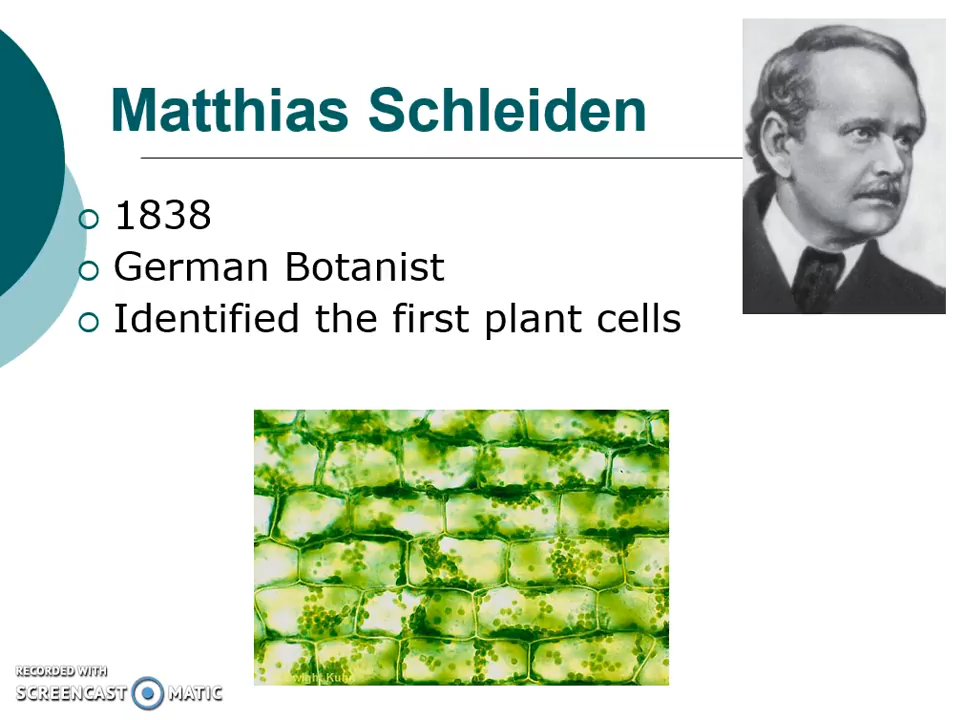 Matthias Schleiden
1838
German Botanist
Identified the first plant cells
RECORDED WITH
SCREENCAST MATIC